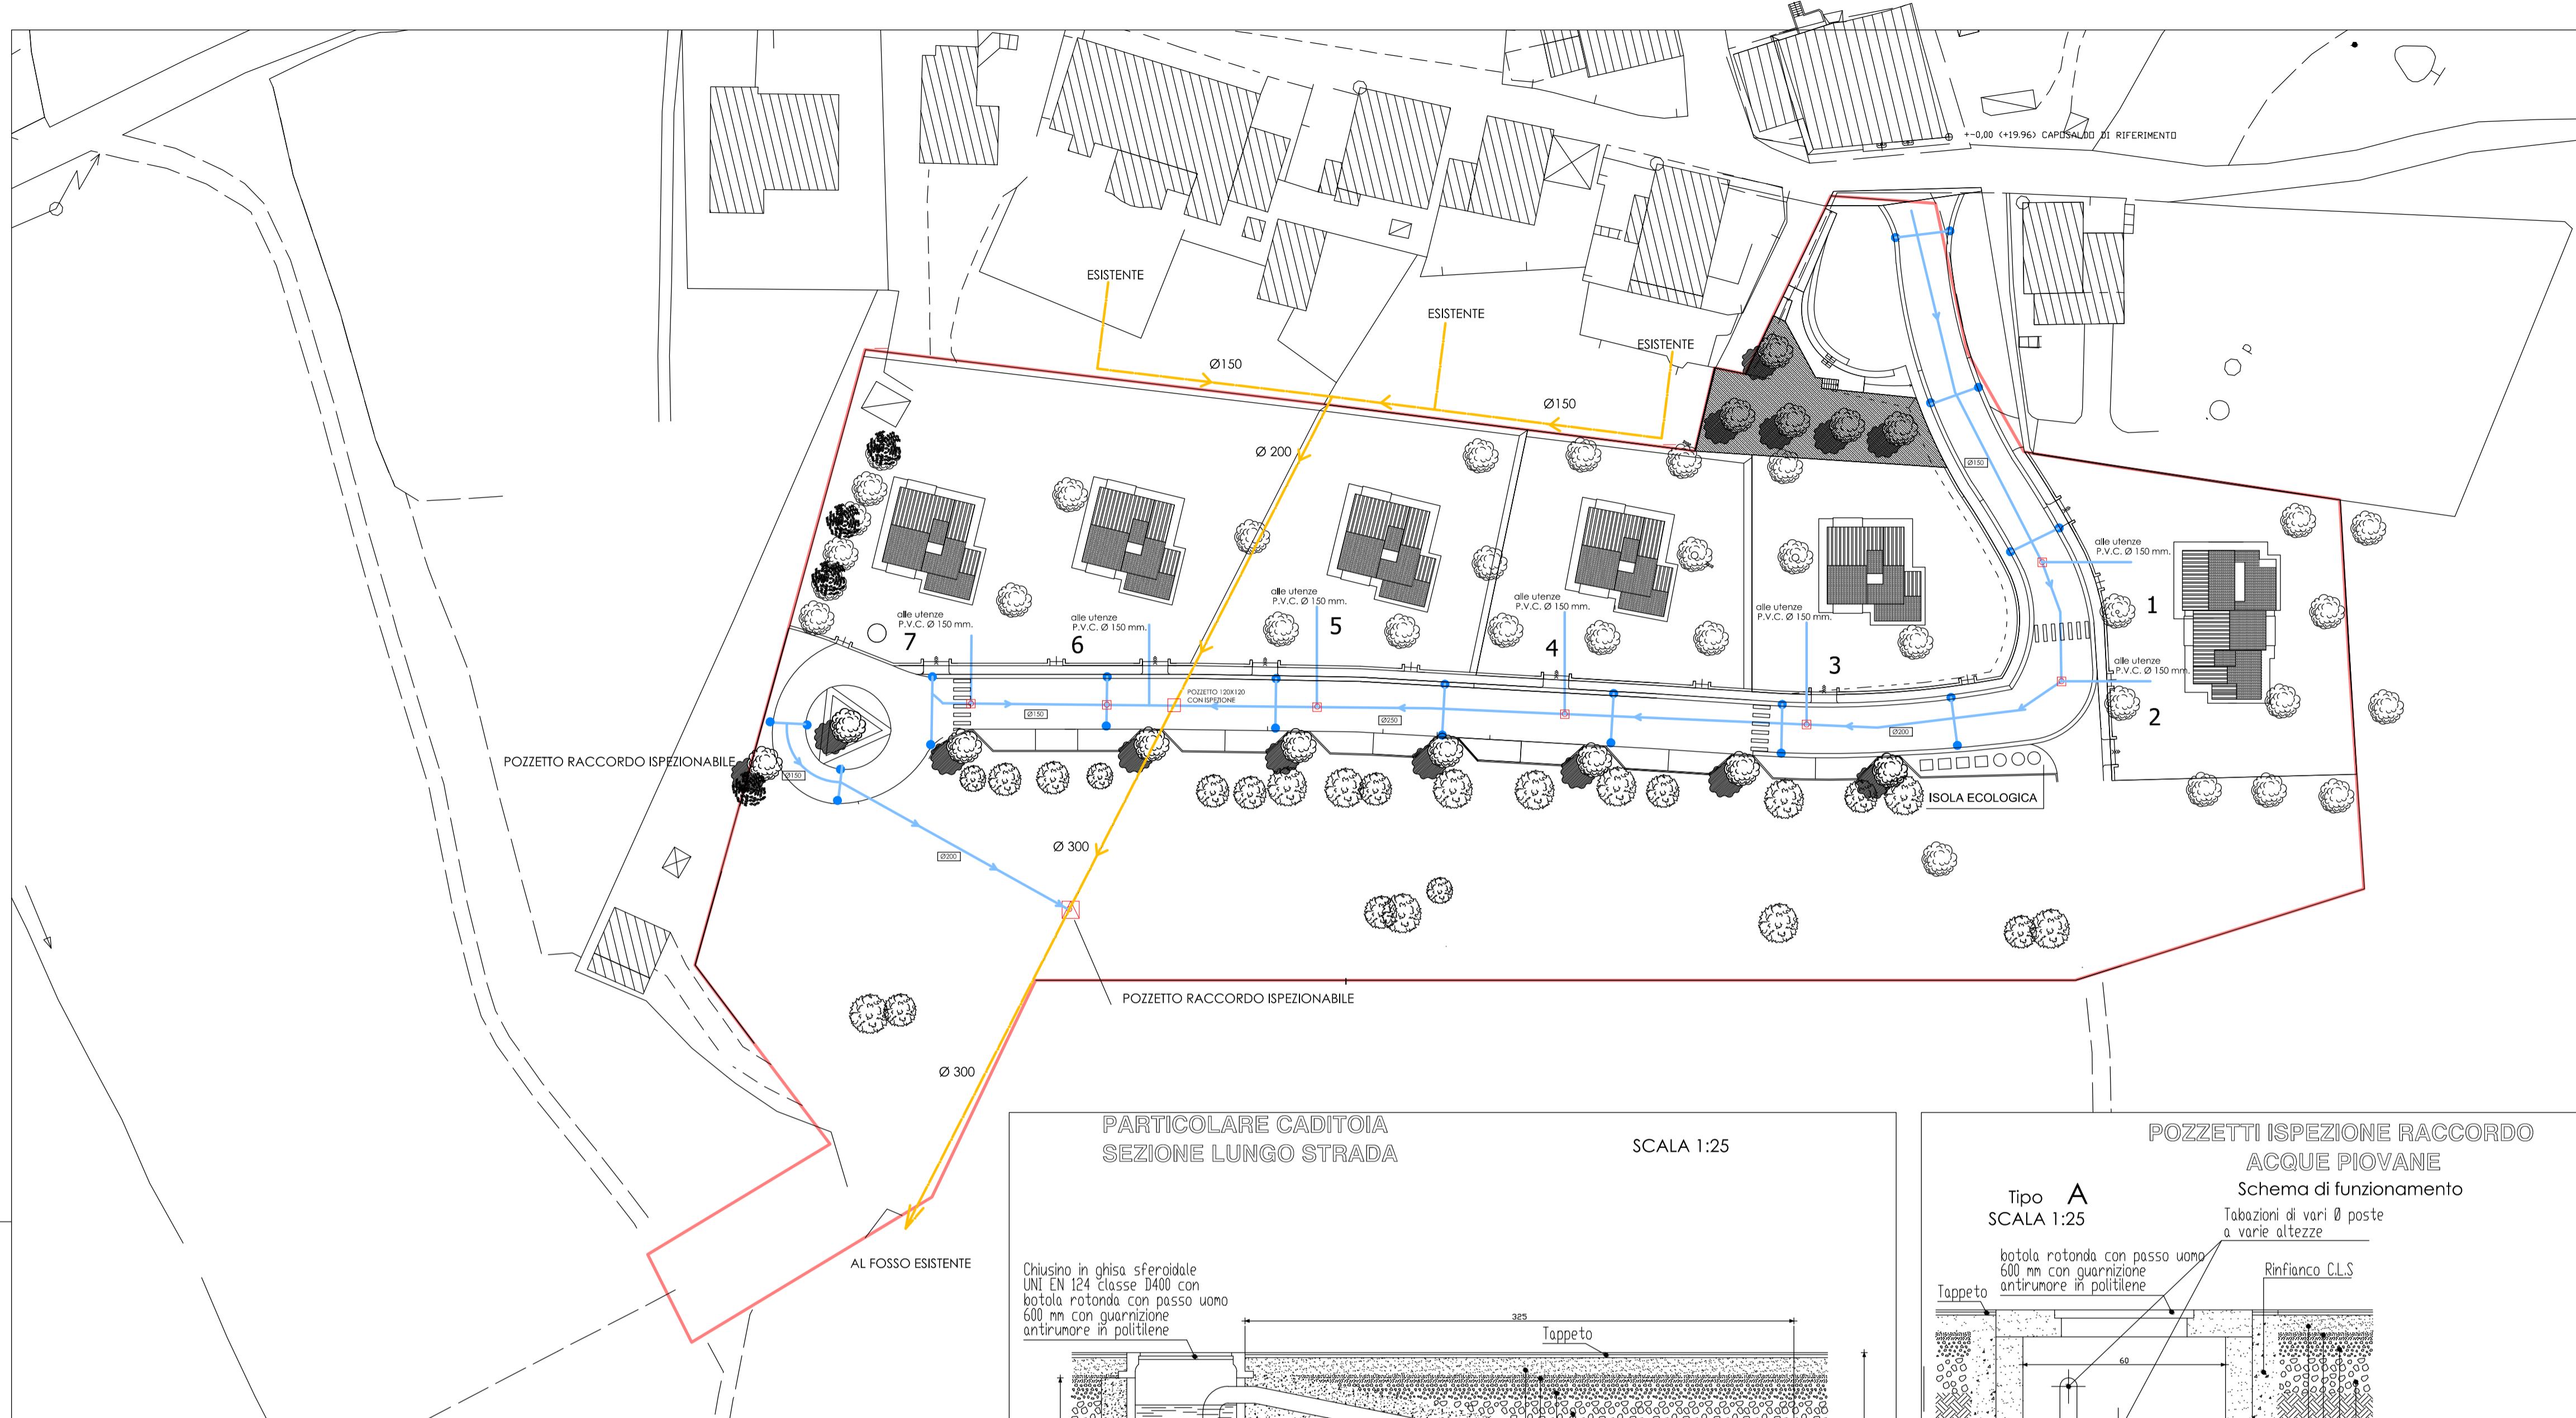 +-0,00 (+19.96) CAPOSALDO DI RIFERIMENTO
ESISTENTE
ESISTENTE
ESISTENTE
Ø150
Ø150
Ø 200
Ø150
alle utenze
P.V.C. Ø 150 mm.
1
alle utenze
P.V.C. Ø 150 mm.
2
alle utenze
P.V.C. Ø 150 mm.
7
alle utenze
P.V.C. Ø 150 mm.
6
alle utenze
P.V.C. Ø 150 mm.
5
alle utenze
P.V.C. Ø 150 mm.
4
alle utenze
P.V.C. Ø 150 mm.
3
POZZETTO 120X120
CON ISPEZIONE
Ø150
Ø250
Ø200
POZZETTO RACCORDO ISPEZIONABILE
Ø150
ISOLA ECOLOGICA
Ø 300
Ø200
POZZETTO RACCORDO ISPEZIONABILE
Ø 300
AL FOSSO ESISTENTE
PARTICOLARE CADITOIA
SEZIONE LUNGO STRADA
SCALA 1:25
Chiusino in ghisa sferoidale
UNI EN 124 classe D400 con
botola rotonda con passo uomo
600 mm con guarnizione
antirumore in politilene
325
Tappeto
POZZETTI ISPEZIONE RACCORDO
ACQUE PIOVANE
Schema di funzionamento
Tipo A
SCALA 1:25
Tabazioni di vari Ø poste
a varie altezze
botola rotonda con passo uomo
600 mm con guarnizione
antirumore in politilene
Rinfianco C.L.S
Tappeto
60